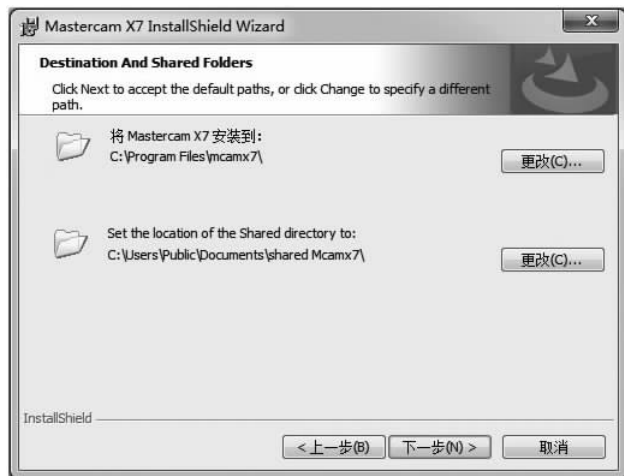 Mastercam X7 InstallShield Wizard
Destination And Shared Folders
Click Next to accept the default paths, or click Change to specify a different
path.
将 Mastercam X7 安装到：
C:\Program Files\mcamx7\
更改(C)...
Set the location of the Shared directory to:
C:\Users\Public\Documents\shared Mcamx7\
更改(C)...
InstallShield
<上一步(B)
下一步(N) >
取消